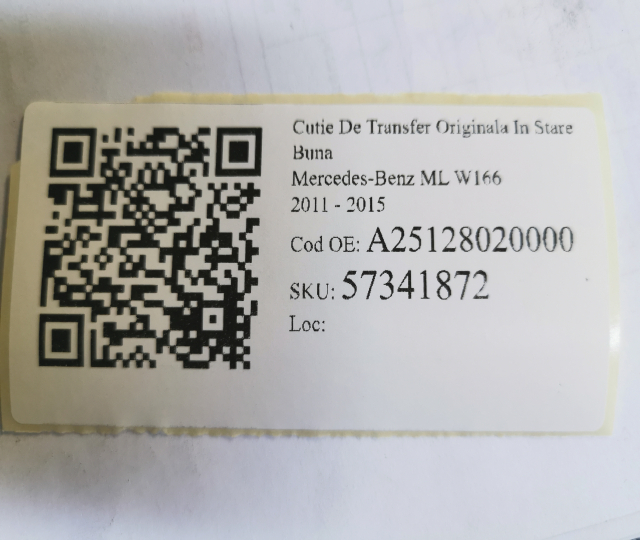 Cutie De Transfer Originala In Stare
Buna
Mercedes-Benz ML W166
2011 - 2015
Cod OE: A25128020000
SKU: 57341872
Loc: